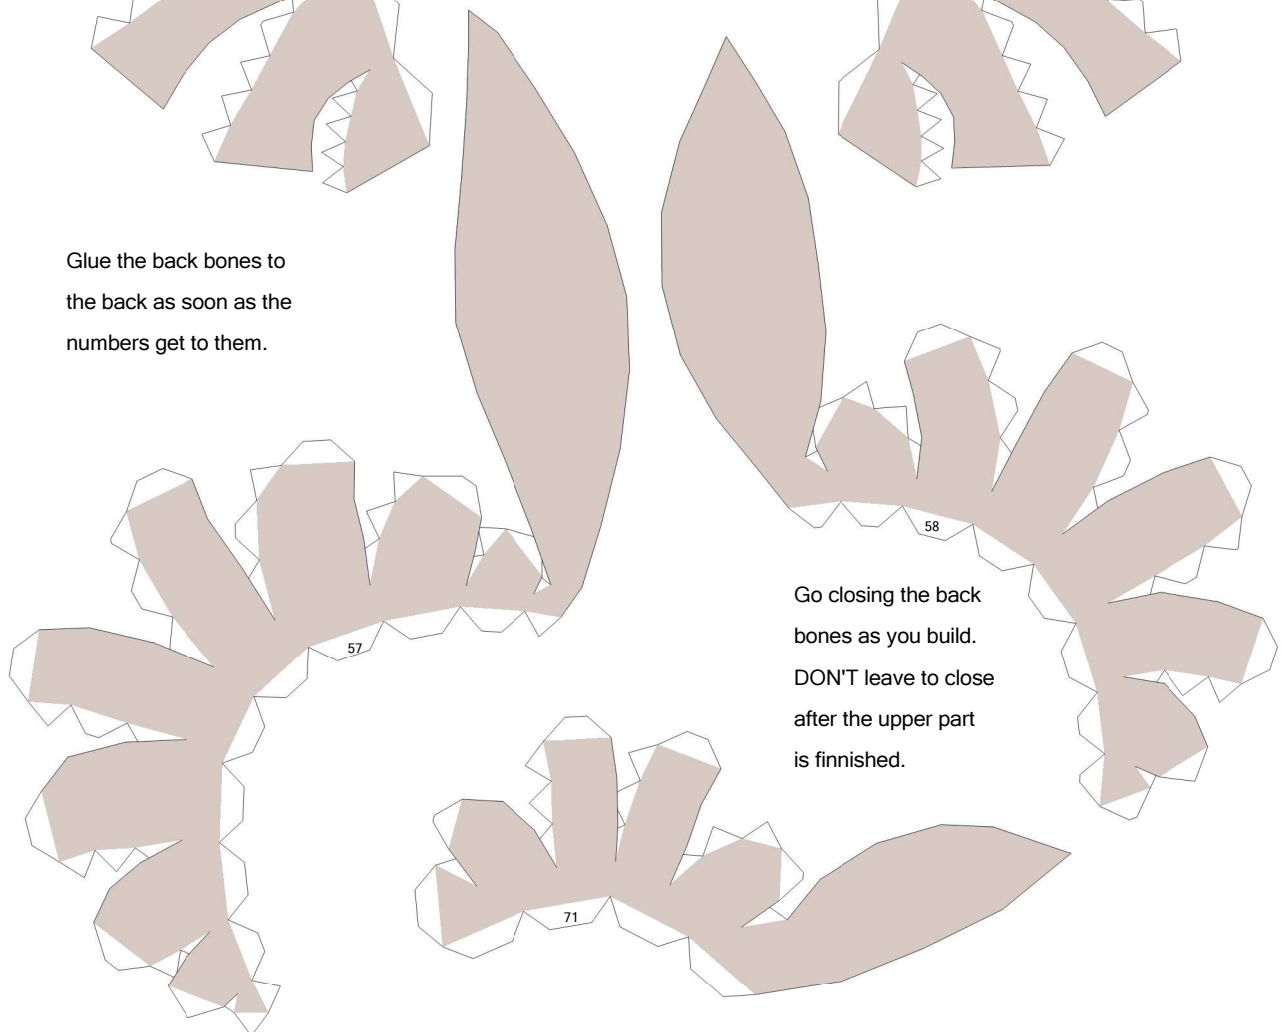 Glue the back bones to
the back as soon as the
numbers get to them.
58
Go closing the back
bones as you build.
DON'T leave to close
after the upper part
is finnished.
57
71